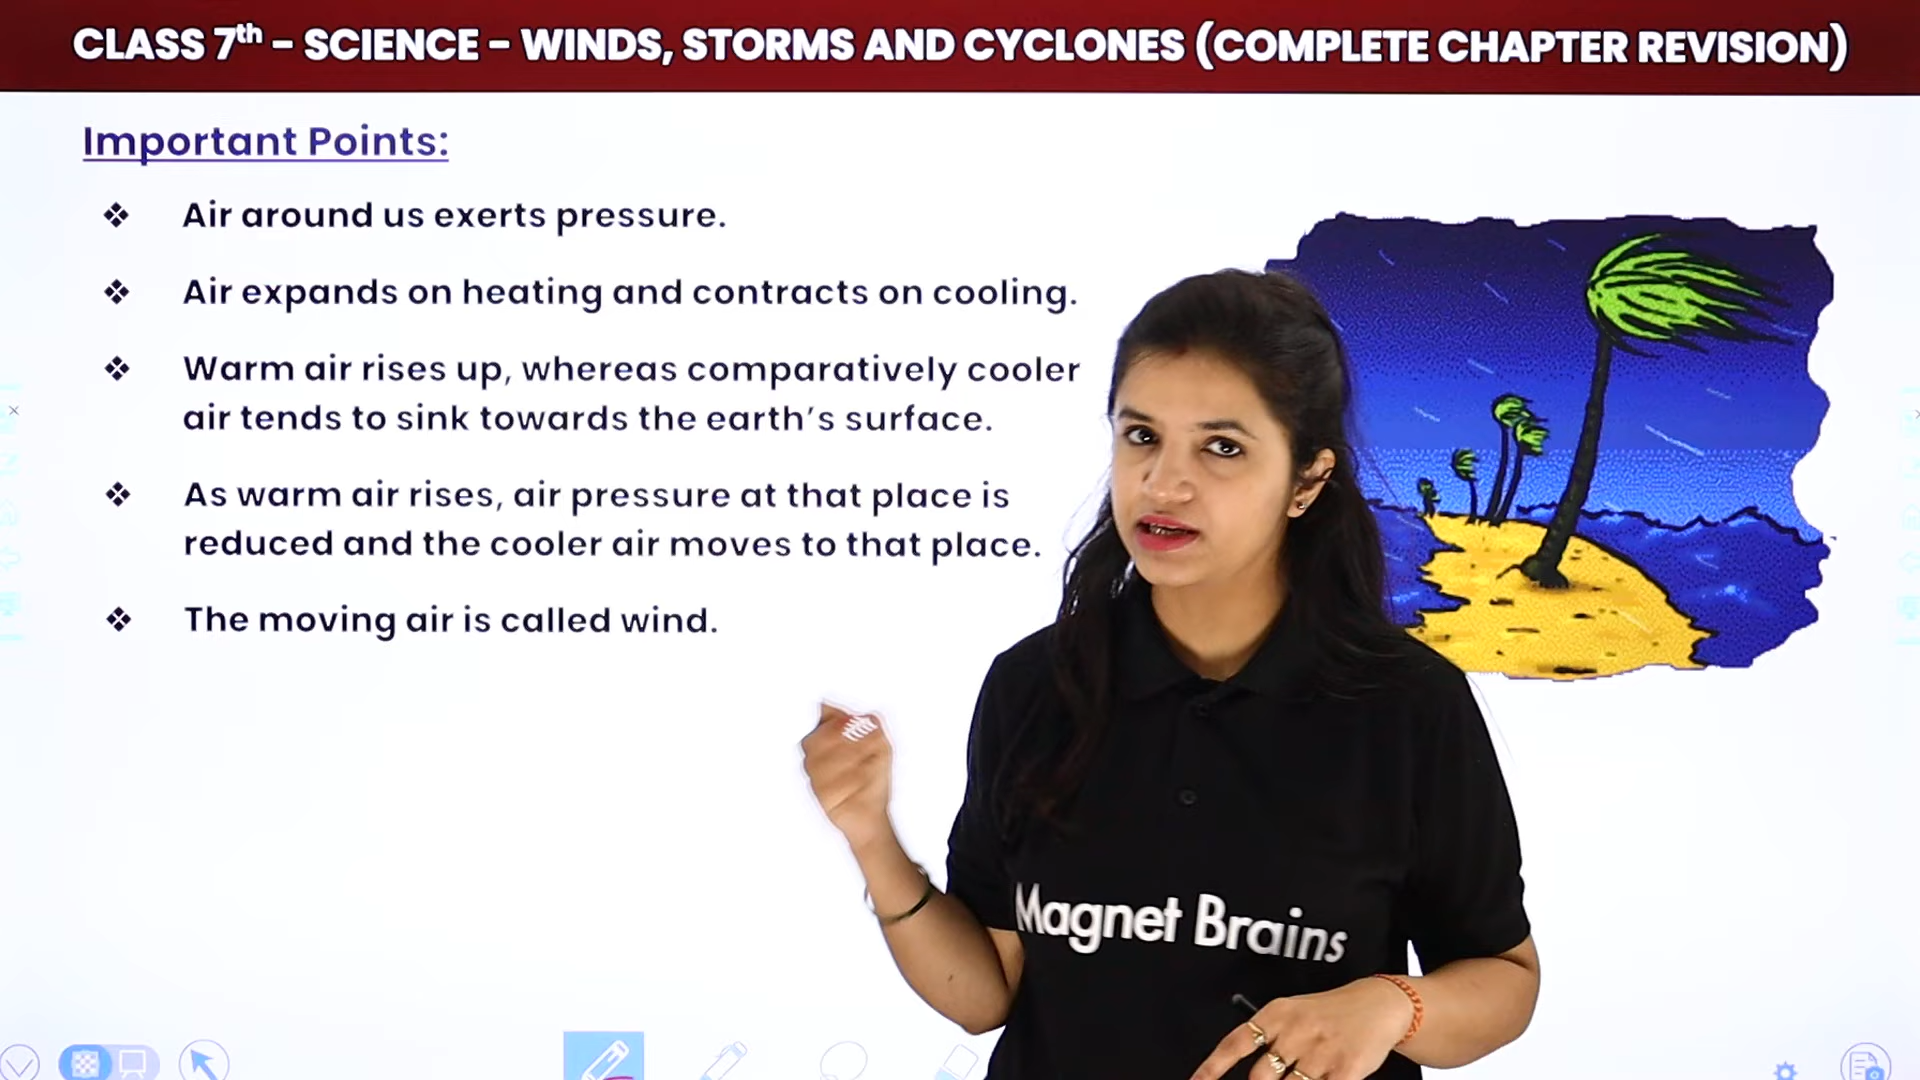 CLASS 7th – SCIENCE – WINDS, STORMS AND CYCLONES (COMPLETE CHAPTER REVISION)
Important Points:
❖ Air around us exerts pressure.
❖ Air expands on heating and contracts on cooling.
❖ Warm air rises up, whereas comparatively cooler
air tends to sink towards the earth's surface.
❖ As warm air rises, air pressure at that place is
reduced and the cooler air moves to that place.
❖ The moving air is called wind.
Magnet Brains